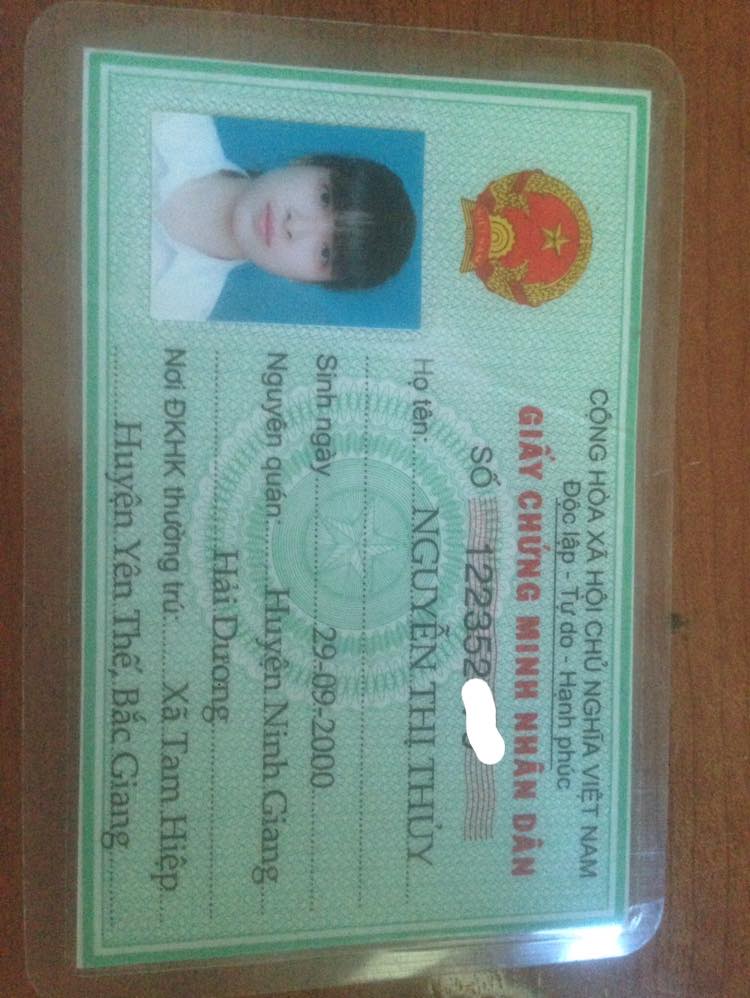 CỘNG HÒA XÃ HỘI CHỦ NGHĨA VIỆT NAM
Độc lập - Tự do - Hạnh phúc
GIẤY CHỨNG MINH NHÂN DÂN
SỐ 122352
Họ tên: NGUYỄN THỊ THỦY
Sinh ngày 29-09-2000
Nguyên quán: Huyện Ninh Giang
Hải Dương
Nơi ĐKHK thường trú: Xã Tam Hiệp
Huyện Yên Thế, Bắc Giang